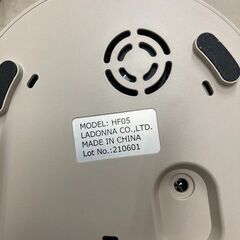 MODEL: HF05
LADONNA CO.,LTD.
MADE IN CHINA
Lot No.:210601